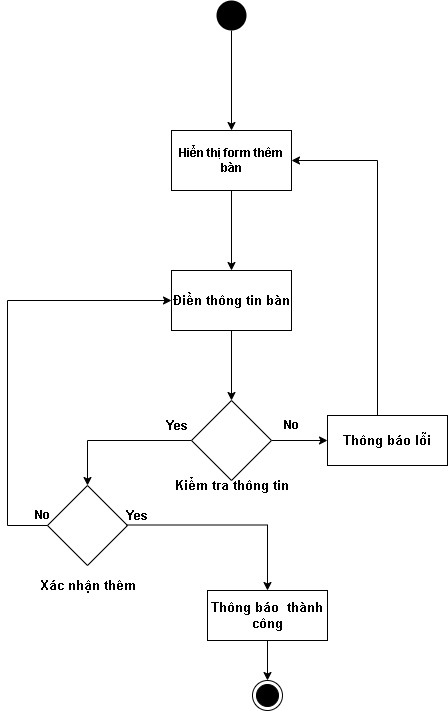 Hiển thị form thêm
bàn
Điền thông tin bàn
Yes
No
Thông báo lỗi
Kiểm tra thông tin
No
Yes
Xác nhận thêm
Thông báo thành
công